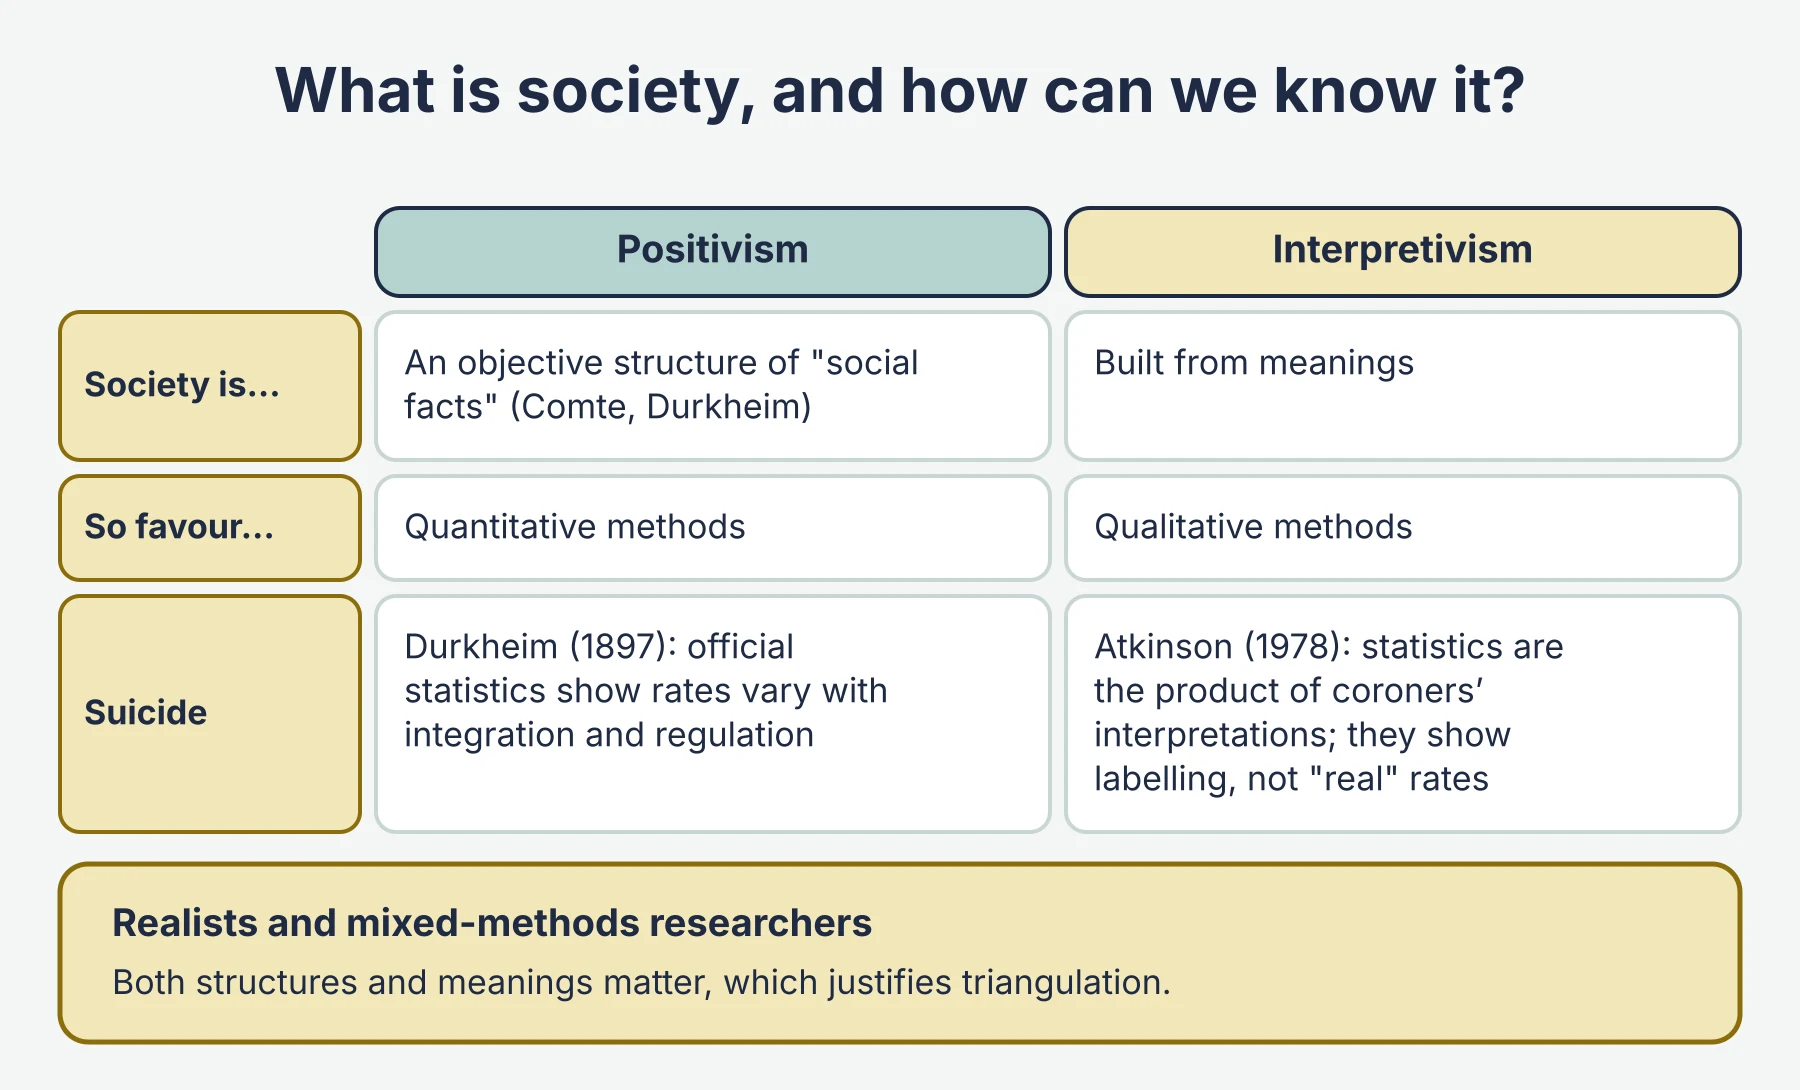 What is society, and how can we know it?
Positivism
Interpretivism
Society is...
An objective structure of "social
facts" (Comte, Durkheim)
Built from meanings
So favour...
Quantitative methods
Qualitative methods
Suicide
Durkheim (1897): official
statistics show rates vary with
integration and regulation
Atkinson (1978): statistics are
the product of coroners’
interpretations; they show
labelling, not "real" rates
Realists and mixed-methods researchers
Both structures and meanings matter, which justifies triangulation.